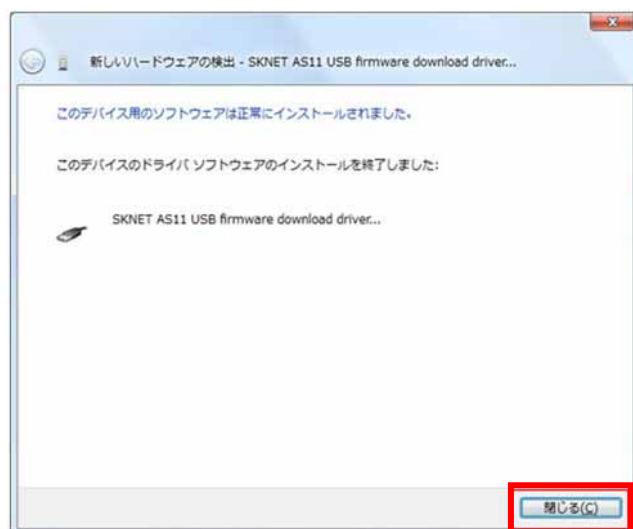 新しいハードウェアの検出 - SKNET AS11 USB firmware download driver...
このデバイス用のソフトウェアは正常にインストールされました。
このデバイスのドライバ ソフトウェアのインストールを終了しました:
SKNET AS11 USB firmware download driver...
閉じる(C)